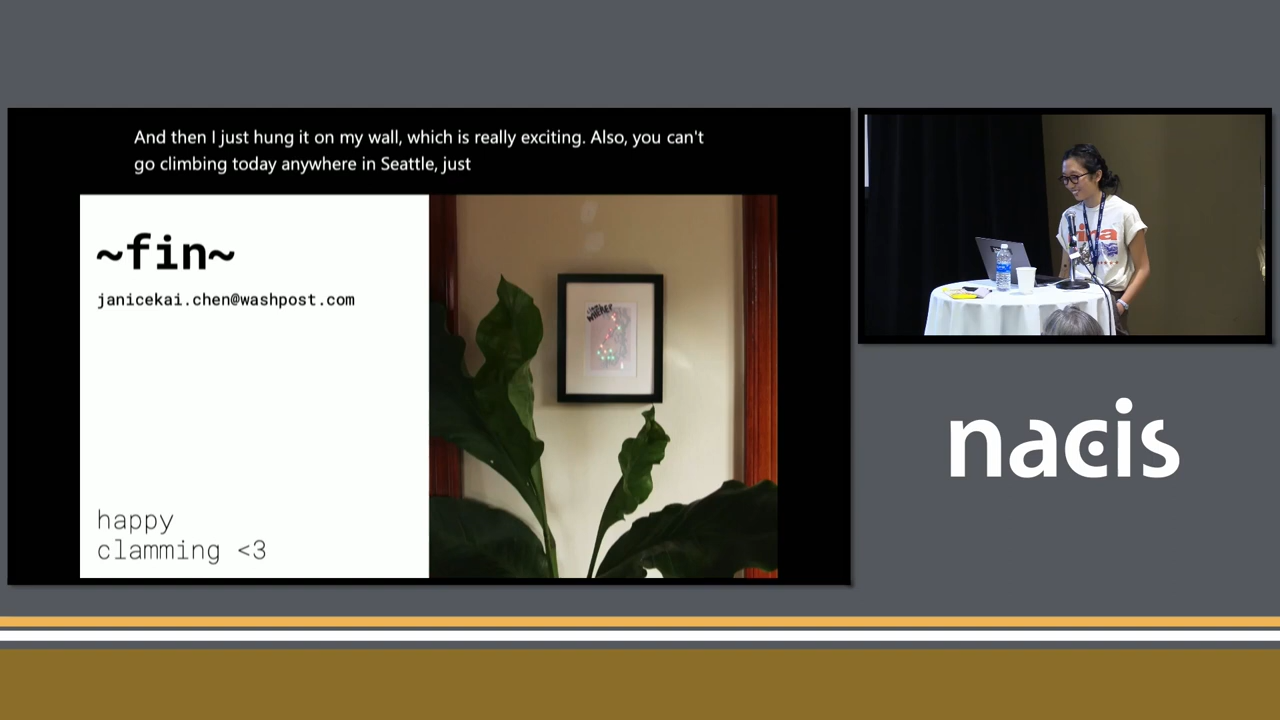 And then I just hung it on my wall, which is really exciting. Also, you can't
go climbing today anywhere in Seattle, just
~fin~
janicekai.chen@washpost.com
happy
clamming <3
nacis